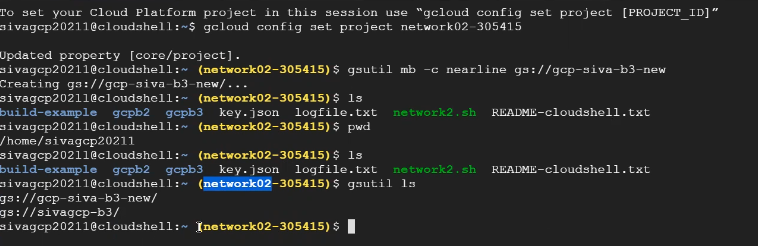 To set your Cloud Platform project in this session use “gcloud config set project [PROJECT_ID]”
sivagcp20211@cloudshell:~$ gcloud config set project network02-305415
Updated property [core/project].
sivagcp20211@cloudshell:~ (network02-305415)$ gsutil mb -c nearline gs://gcp-siva-b3-new
Creating gs://gcp-siva-b3-new/...
sivagcp20211@cloudshell:~ (network02-305415)$ ls
build-example gcpb2 gcpb3 key.json logfile.txt network2.sh README-cloudshell.txt
sivagcp20211@cloudshell:~ (network02-305415)$ pwd
/home/sivagcp20211
sivagcp20211@cloudshell:~ (network02-305415)$ ls
build-example gcpb2 gcpb3 key.json logfile.txt network2.sh README-cloudshell.txt
sivagcp20211@cloudshell:~ (network02-305415)$ gsutil ls
gs://gcp-siva-b3-new/
gs://sivagcp-b3/
sivagcp20211@cloudshell:~ (network02-305415)$